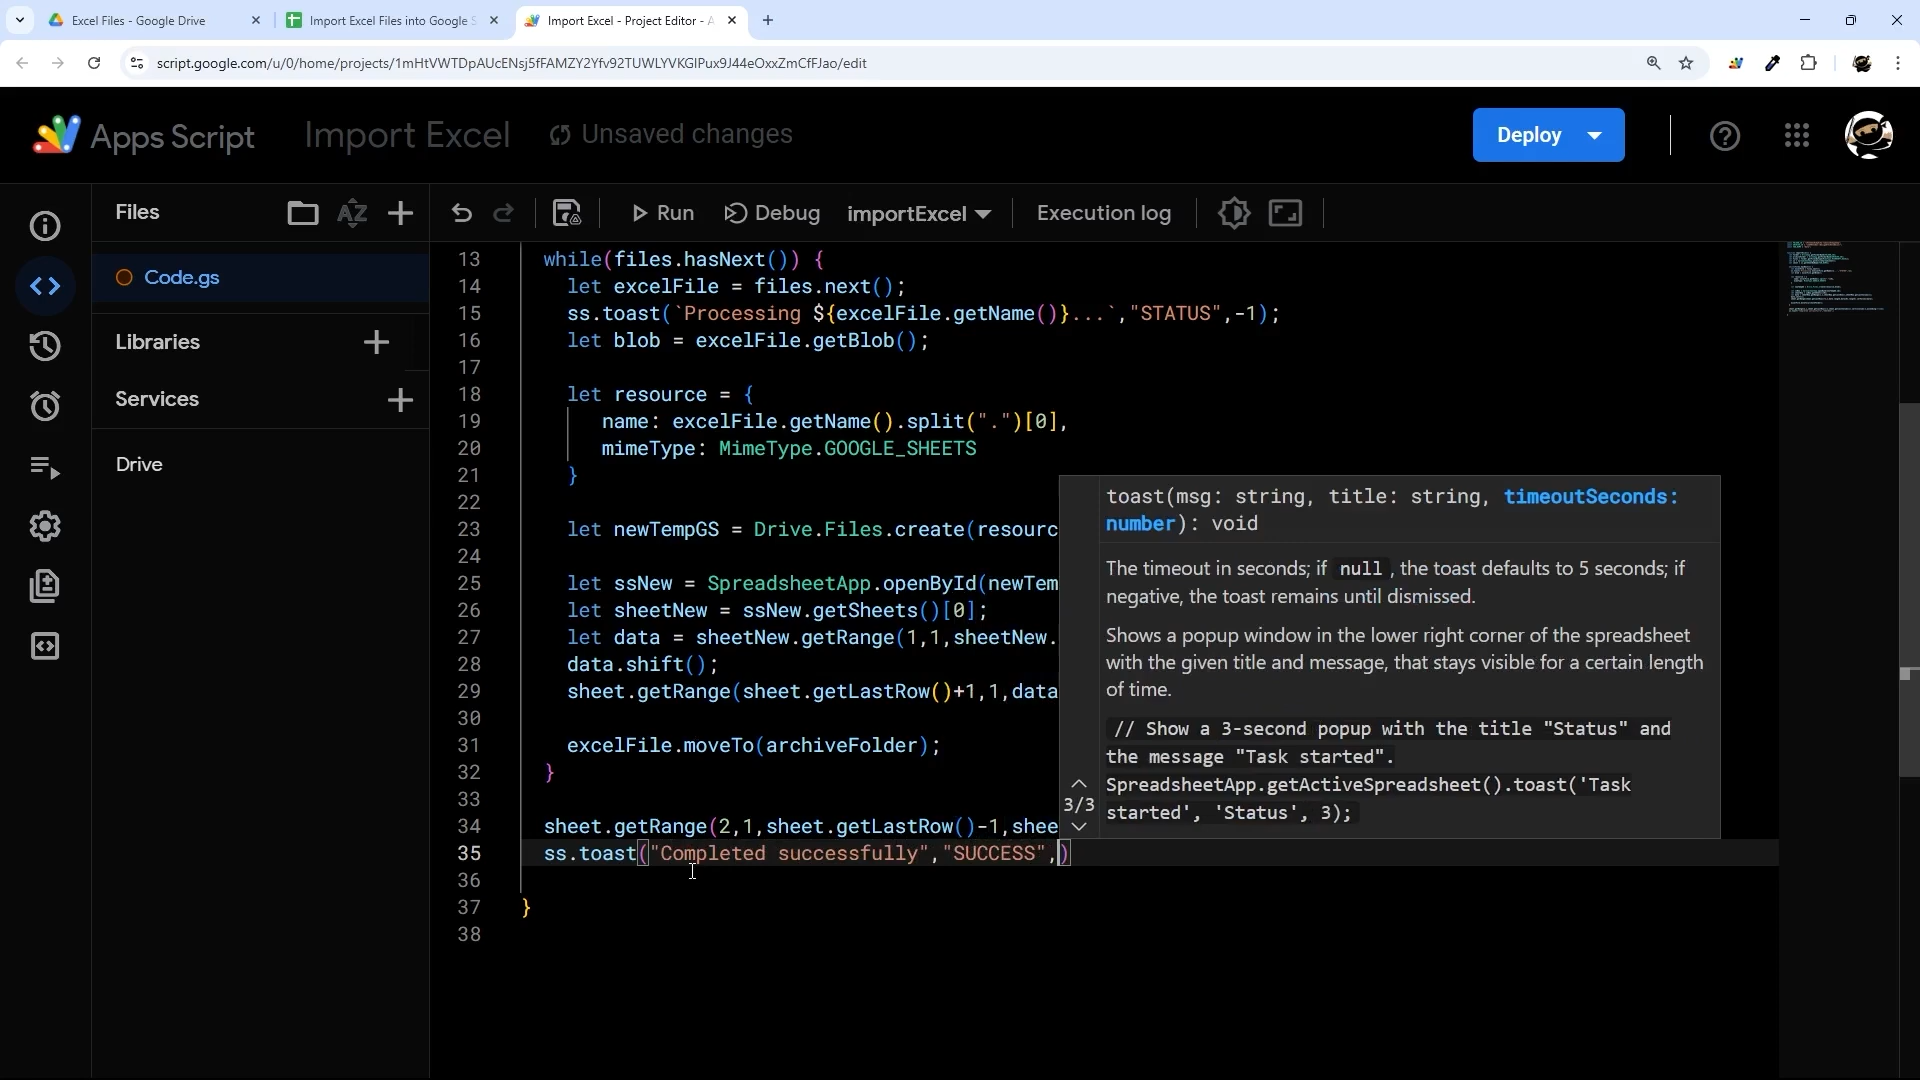 Excel Files - Google Drive
Import Excel Files into Google S
Import Excel - Project Editor - A
script.google.com/u/0/home/projects/1mHtVWTDpAUcENsj5fFAMZY2Yfv92TUWLYVKGlPux9J44eOxxZmCfFJao/edit
Apps Script
Import Excel
Unsaved changes
Deploy
Files
Run
Debug
importExcel
Execution log
Code.gs
Libraries
Services
Drive
13 while(files.hasNext()) {
14 let excelFile = files.next();
15 ss.toast(`Processing ${excelFile.getName()}...`,"STATUS",-1);
16 let blob = excelFile.getBlob();
17
18 let resource = {
19 name: excelFile.getName().split(".")[0],
20 mimeType: MimeType.GOOGLE_SHEETS
21 }
22
23 let newTempGS = Drive.Files.create(resourc
24
25 let ssNew = SpreadsheetApp.openById(newTem
26 let sheetNew = ssNew.getSheets()[0];
27 let data = sheetNew.getRange(1,1,sheetNew.
28 data.shift();
29 sheet.getRange(sheet.getLastRow()+1,1,data
30
31 excelFile.moveTo(archiveFolder);
32 }
33
34 sheet.getRange(2,1,sheet.getLastRow()-1,shee
35 ss.toast("Completed successfully","SUCCESS",)
36
37 }
38
toast(msg: string, title: string, timeoutSeconds:
number): void
The timeout in seconds; if null, the toast defaults to 5 seconds; if
negative, the toast remains until dismissed.
Shows a popup window in the lower right corner of the spreadsheet
with the given title and message, that stays visible for a certain length
of time.
// Show a 3-second popup with the title "Status" and
the message "Task started".
SpreadsheetApp.getActiveSpreadsheet().toast('Task
started', 'Status', 3);
3/3